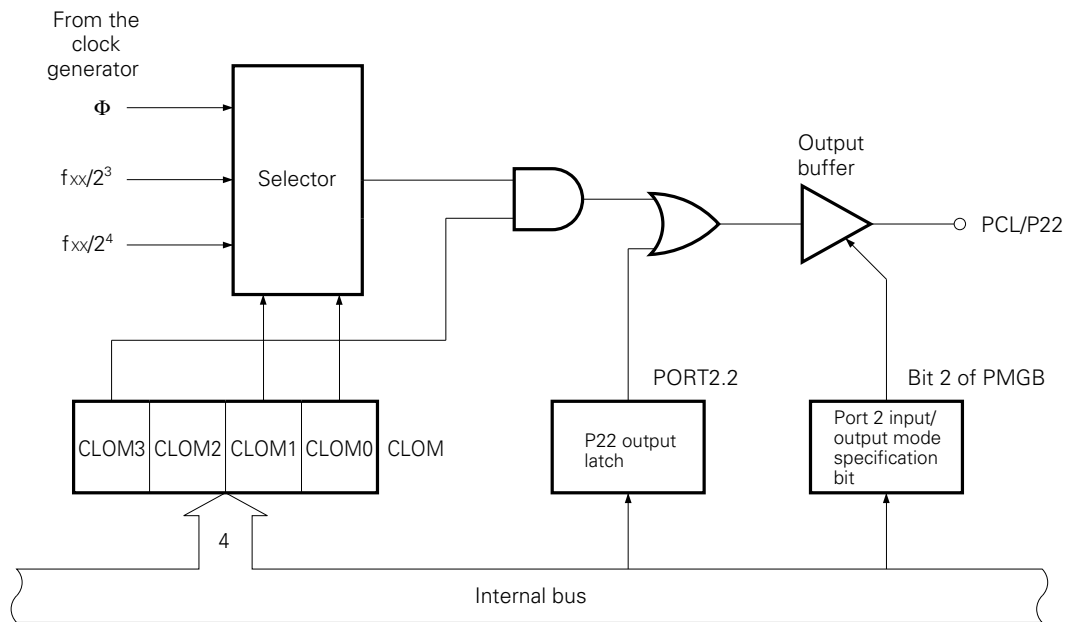 From the
clock
generator
Φ
fxx/2³
fxx/2⁴
Selector
Output
buffer
PCL/P22
PORT2.2
Bit 2 of PMGB
CLOM3 CLOM2 CLOM1 CLOM0 CLOM
P22 output
latch
Port 2 input/
output mode
specification
bit
4
Internal bus